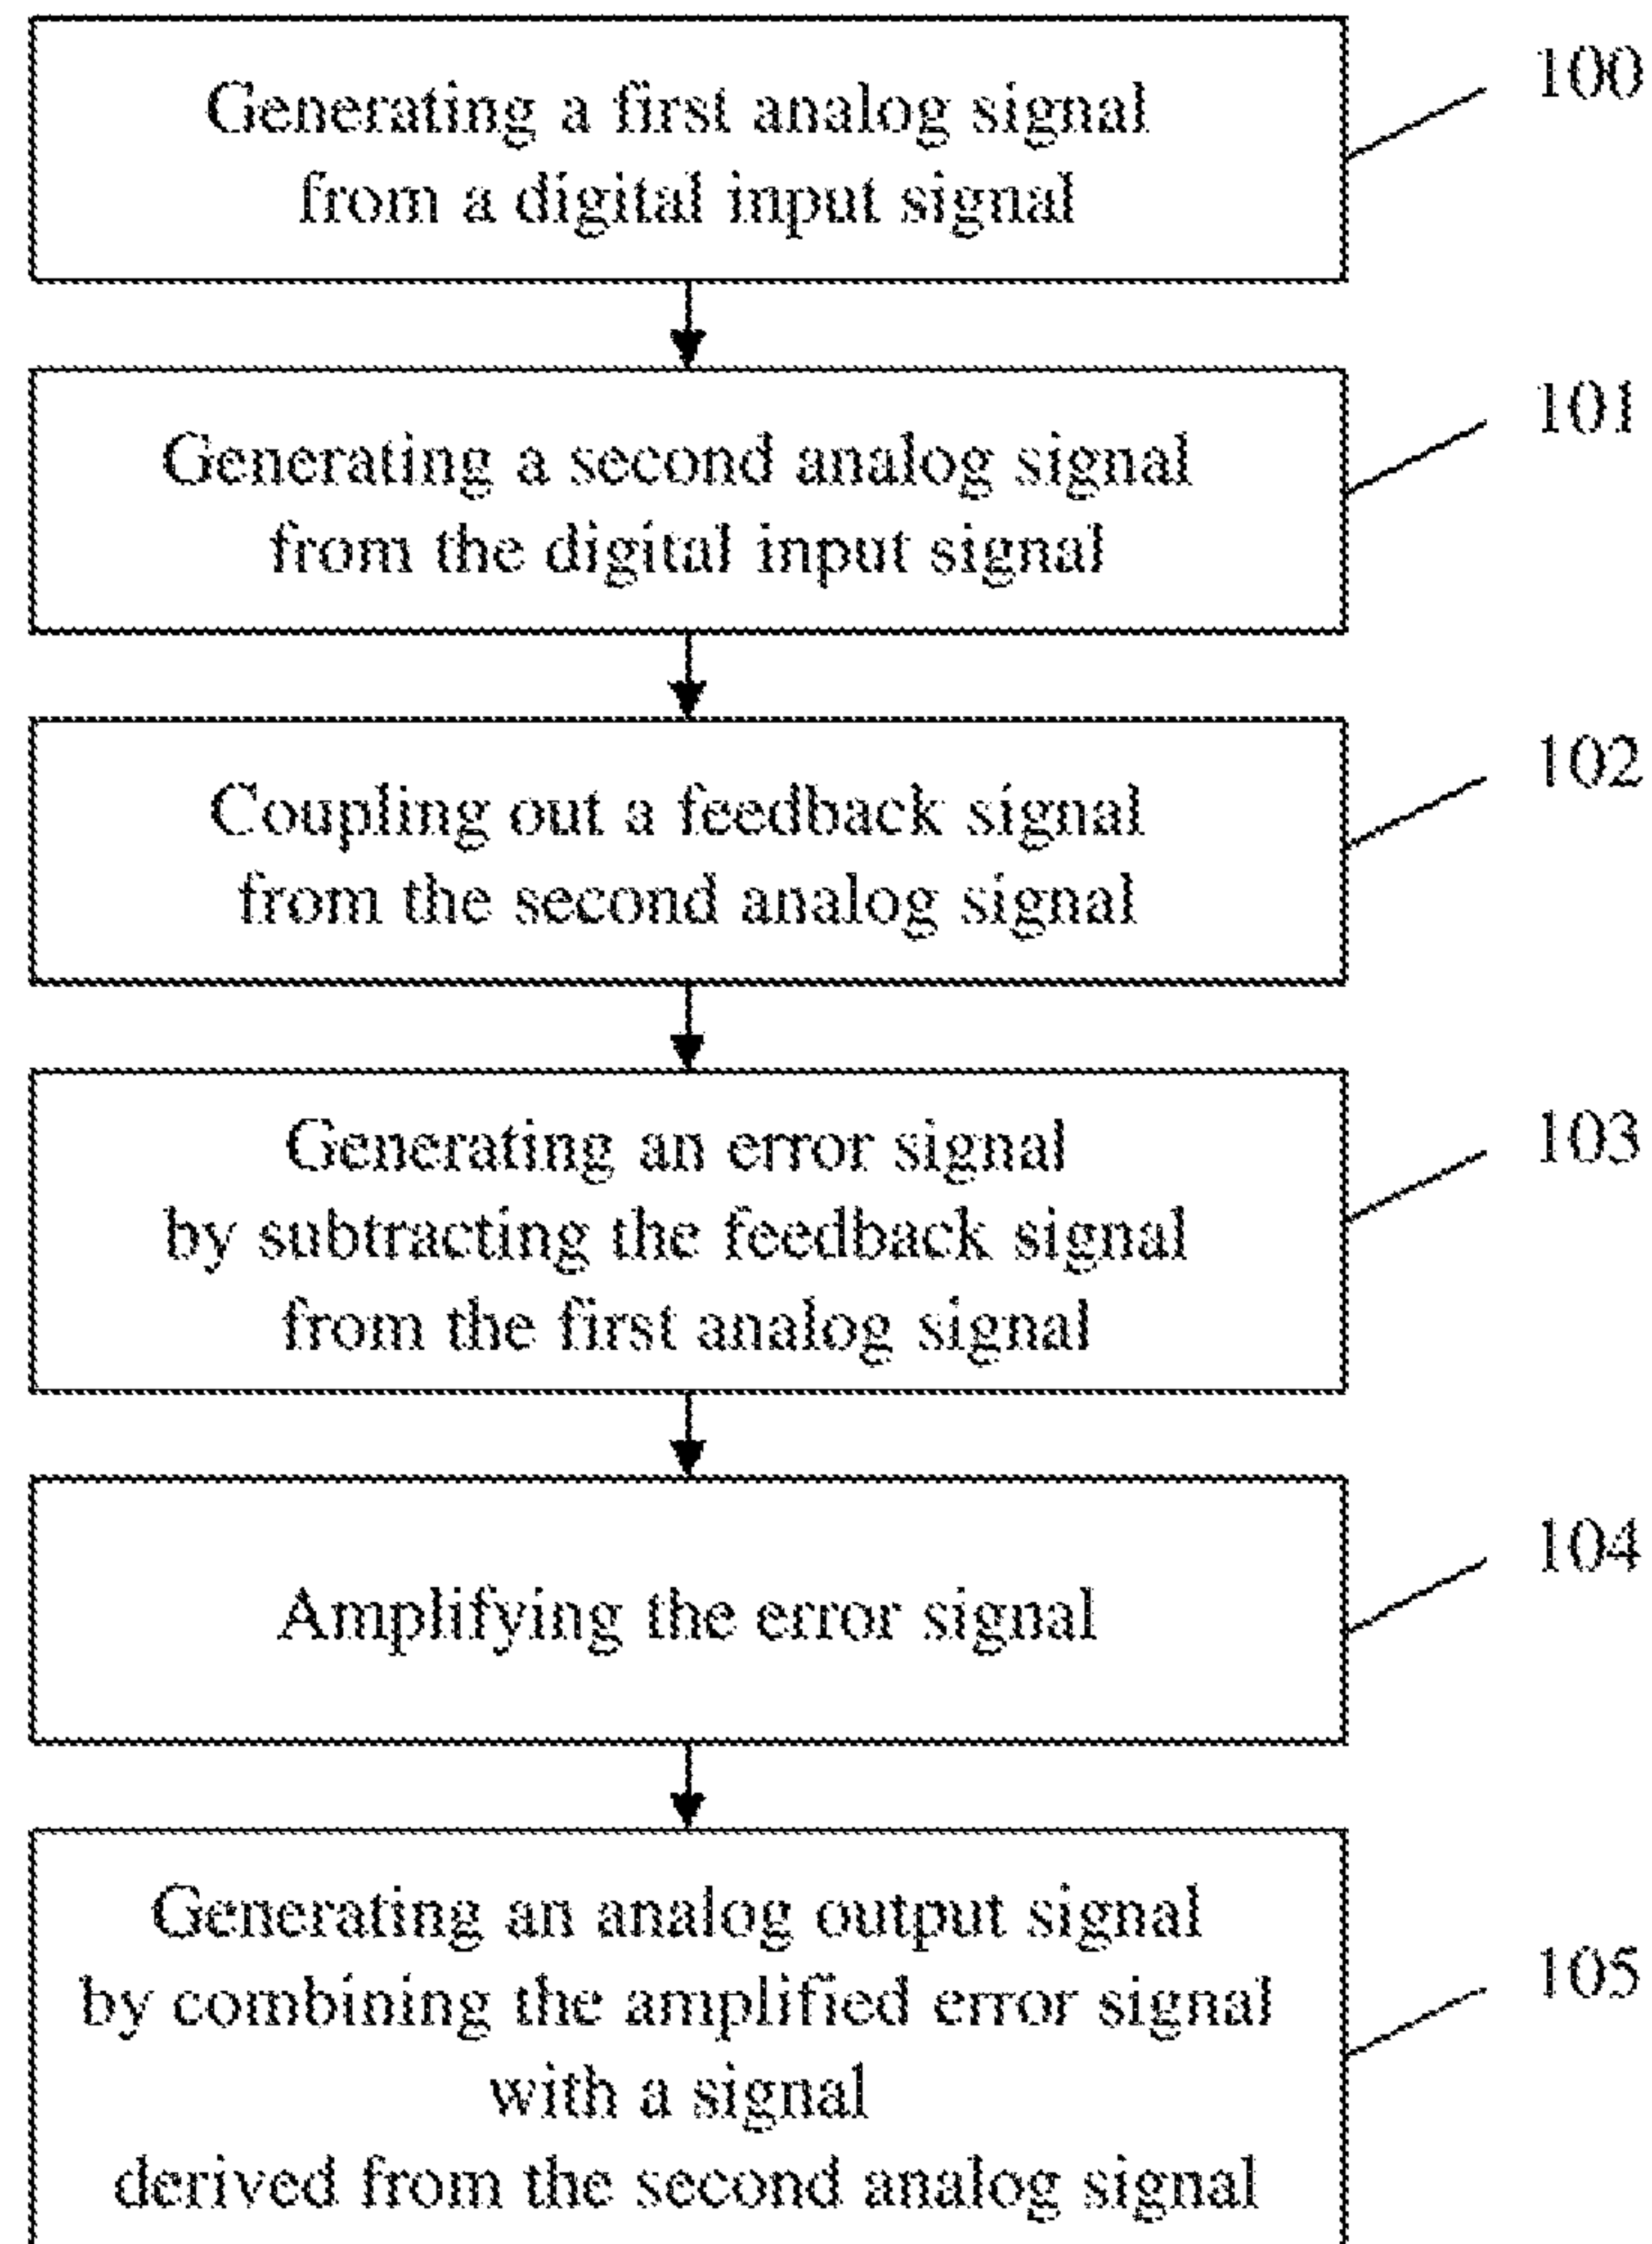 Generating a first analog signal
from a digital input signal
100
Generating a second analog signal
from the digital input signal
101
Coupling out a feedback signal
from the second analog signal
102
Generating an error signal
by subtracting the feedback signal
from the first analog signal
103
Amplifying the error signal
104
Generating an analog output signal
by combining the amplified error signal
with a signal
derived from the second analog signal
105